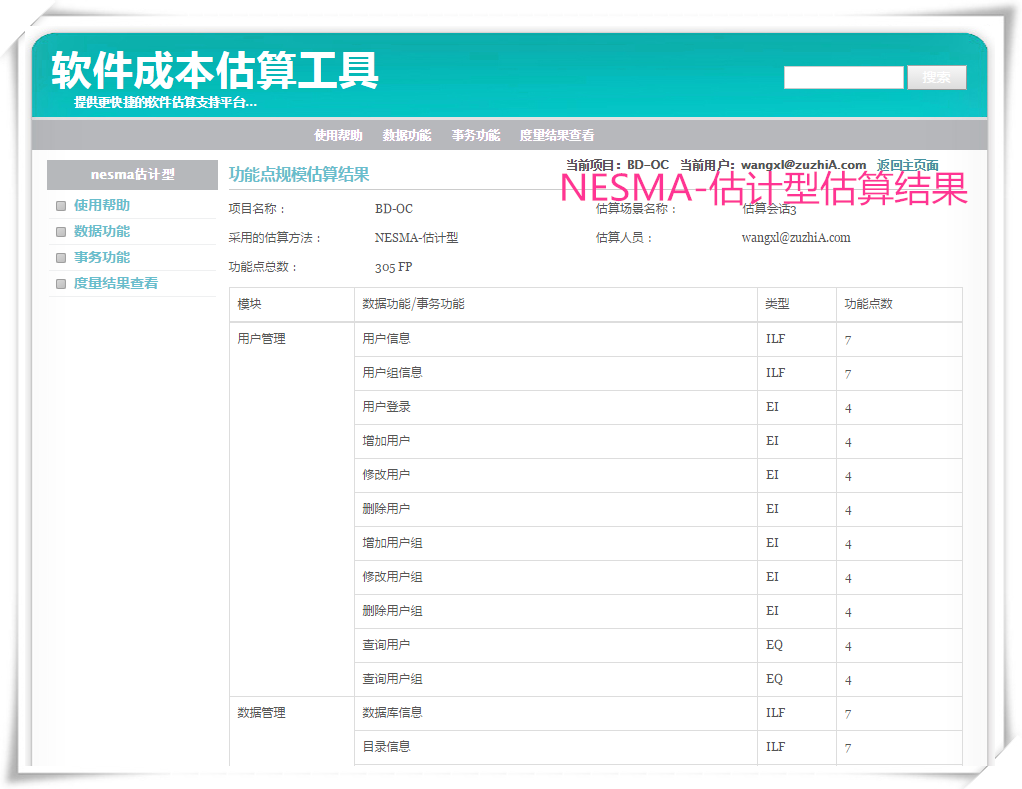 软件成本估算工具
提供更快捷的软件估算支持平台...
搜索
使用帮助 数据功能 事务功能 度量结果查看
nesma估计型
使用帮助
数据功能
事务功能
度量结果查看
当前项目：BD-OC 当前用户：wangxl@zuzhiA.com 返回主页面
功能点规模估算结果
NESMA-估计型估算结果
项目名称： BD-OC 估算场景名称： 估算会话3
采用的估算方法： NESMA-估计型 估算人员： wangxl@zuzhiA.com
功能点总数： 305 FP
模块 数据功能/事务功能 类型 功能点数
用户管理 用户信息 ILF 7
用户组信息 ILF 7
用户登录 EI 4
增加用户 EI 4
修改用户 EI 4
删除用户 EI 4
增加用户组 EI 4
修改用户组 EI 4
删除用户组 EI 4
查询用户 EQ 4
查询用户组 EQ 4
数据管理 数据库信息 ILF 7
目录信息 ILF 7